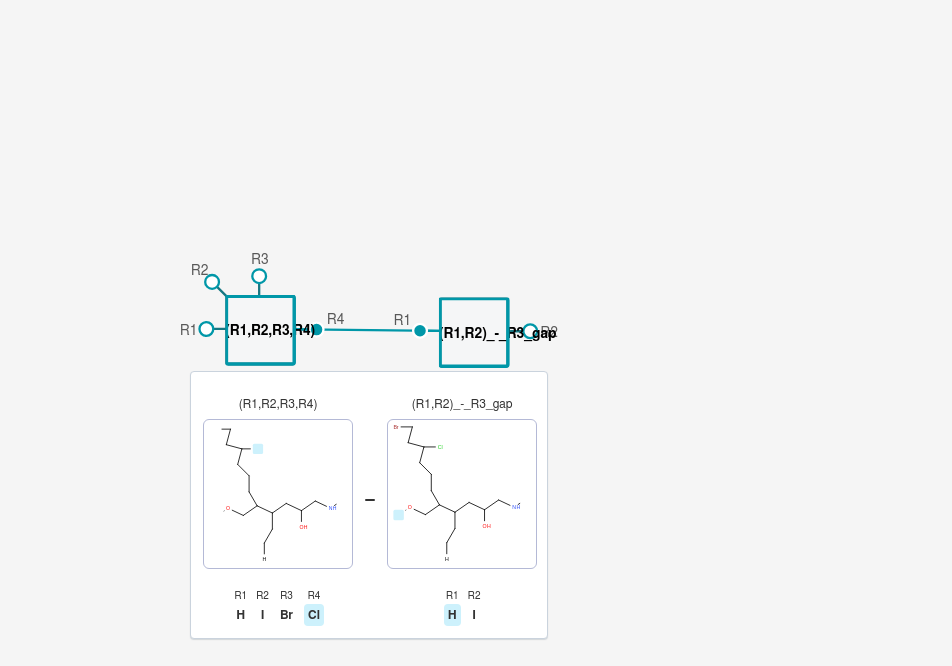 R3
R2
R1
(R1,R2,R3,R4)
R4
R1
(R1,R2)_-_R3_gap
R2
(R1,R2,R3,R4)
(R1,R2)_-_R3_gap
Br
Cl
O
NH
OH
H
–
O
NH
OH
H
R1 R2 R3 R4
H I Br Cl
R1 R2
H I